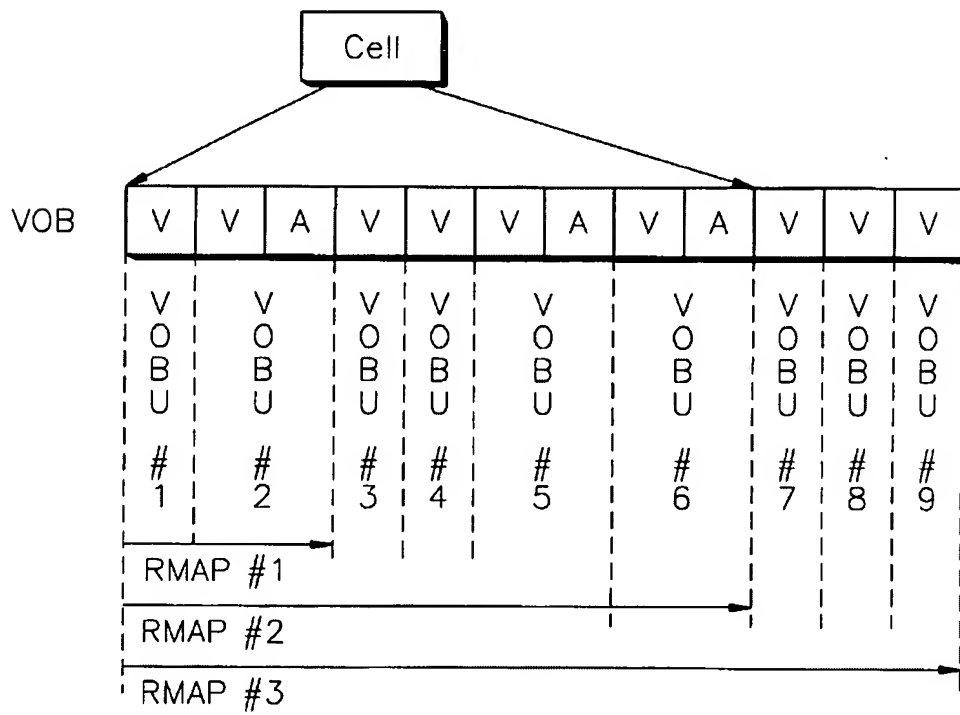 Cell
VOB V V A V V V A V A V V V
VOBU #1
VOBU #2
VOBU #3
VOBU #4
VOBU #5
VOBU #6
VOBU #7
VOBU #8
VOBU #9
RMAP #1
RMAP #2
RMAP #3